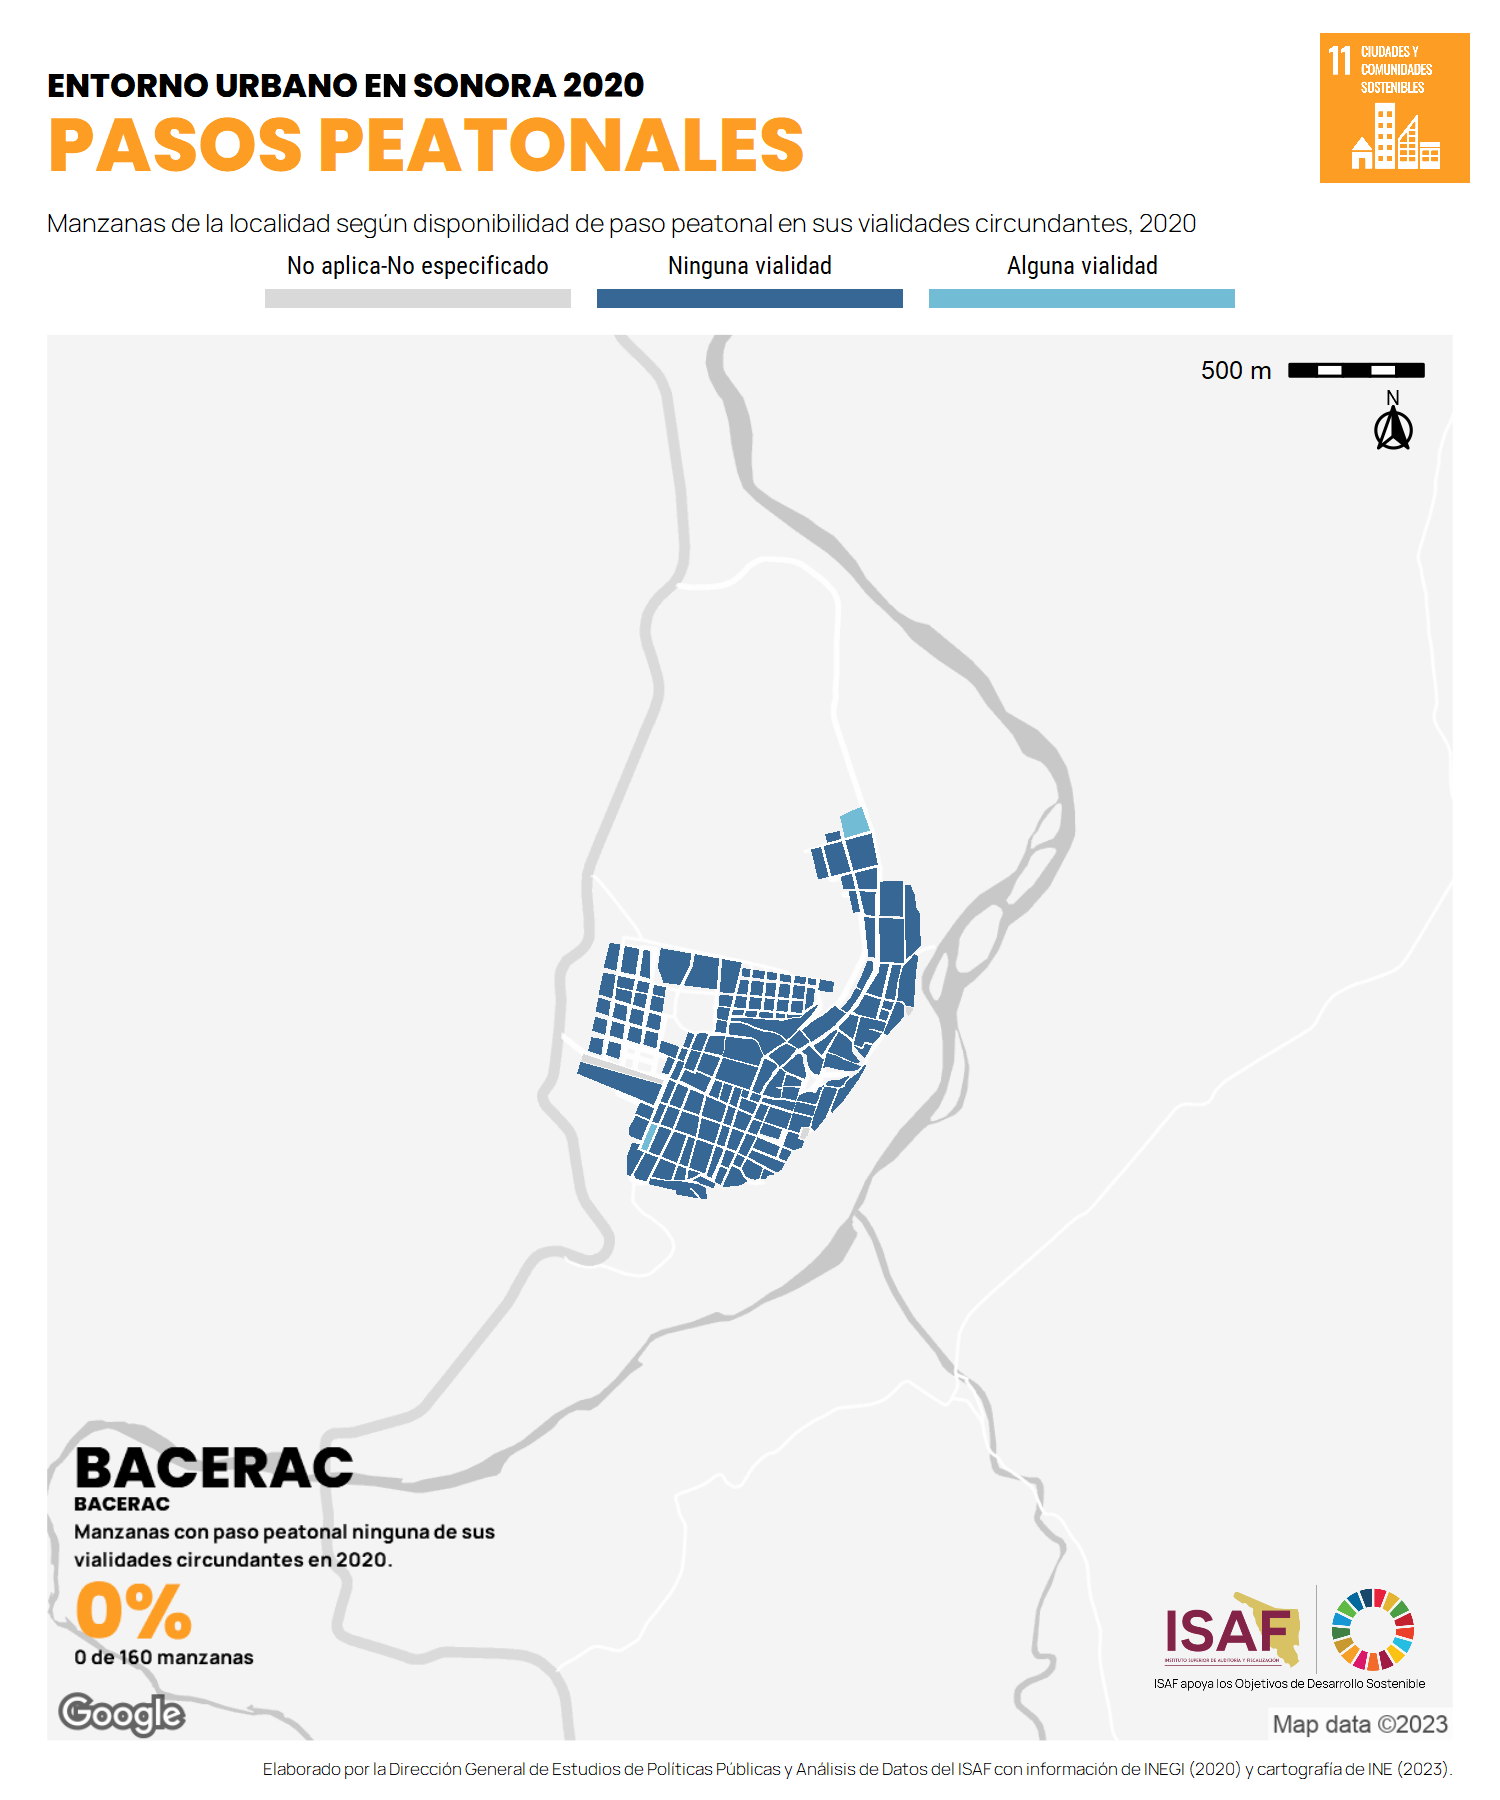 ENTORNO URBANO EN SONORA 2020
PASOS PEATONALES
11 CIUDADES Y
COMUNIDADES
SOSTENIBLES
Manzanas de la localidad según disponibilidad de paso peatonal en sus vialidades circundantes, 2020
No aplica-No especificado
Ninguna vialidad
Alguna vialidad
500 m
N
BACERAC
BACERAC
Manzanas con paso peatonal ninguna de sus
vialidades circundantes en 2020.
0%
0 de 160 manzanas
Google
ISAF
INSTITUTO SUPERIOR DE AUDITORÍA Y FISCALIZACIÓN
ISAF apoya los Objetivos de Desarrollo Sostenible
Map data ©2023
Elaborado por la Dirección General de Estudios de Políticas Públicas y Análisis de Datos del ISAF con información de INEGI (2020) y cartografía de INE (2023).